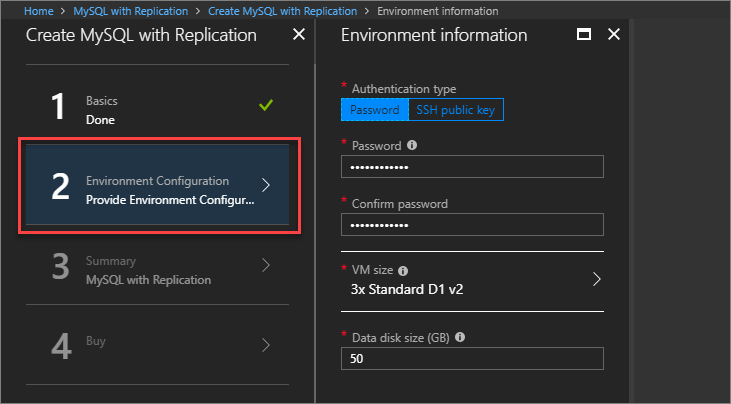 Home > MySQL with Replication > Create MySQL with Replication > Environment information
Create MySQL with Replication
1
Basics
Done
2
Environment Configuration
Provide Environment Configur...
3
Summary
MySQL with Replication
4
Buy
Environment information
* Authentication type
Password
SSH public key
* Password
••••••••••••
* Confirm password
••••••••••••
* VM size
3x Standard D1 v2
* Data disk size (GB)
50